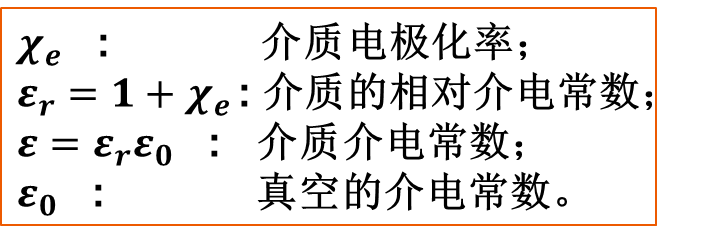 χe : 介质电极化率；
εr = 1 + χe : 介质的相对介电常数；
ε = εrε0 : 介质介电常数；
ε0 : 真空的介电常数。